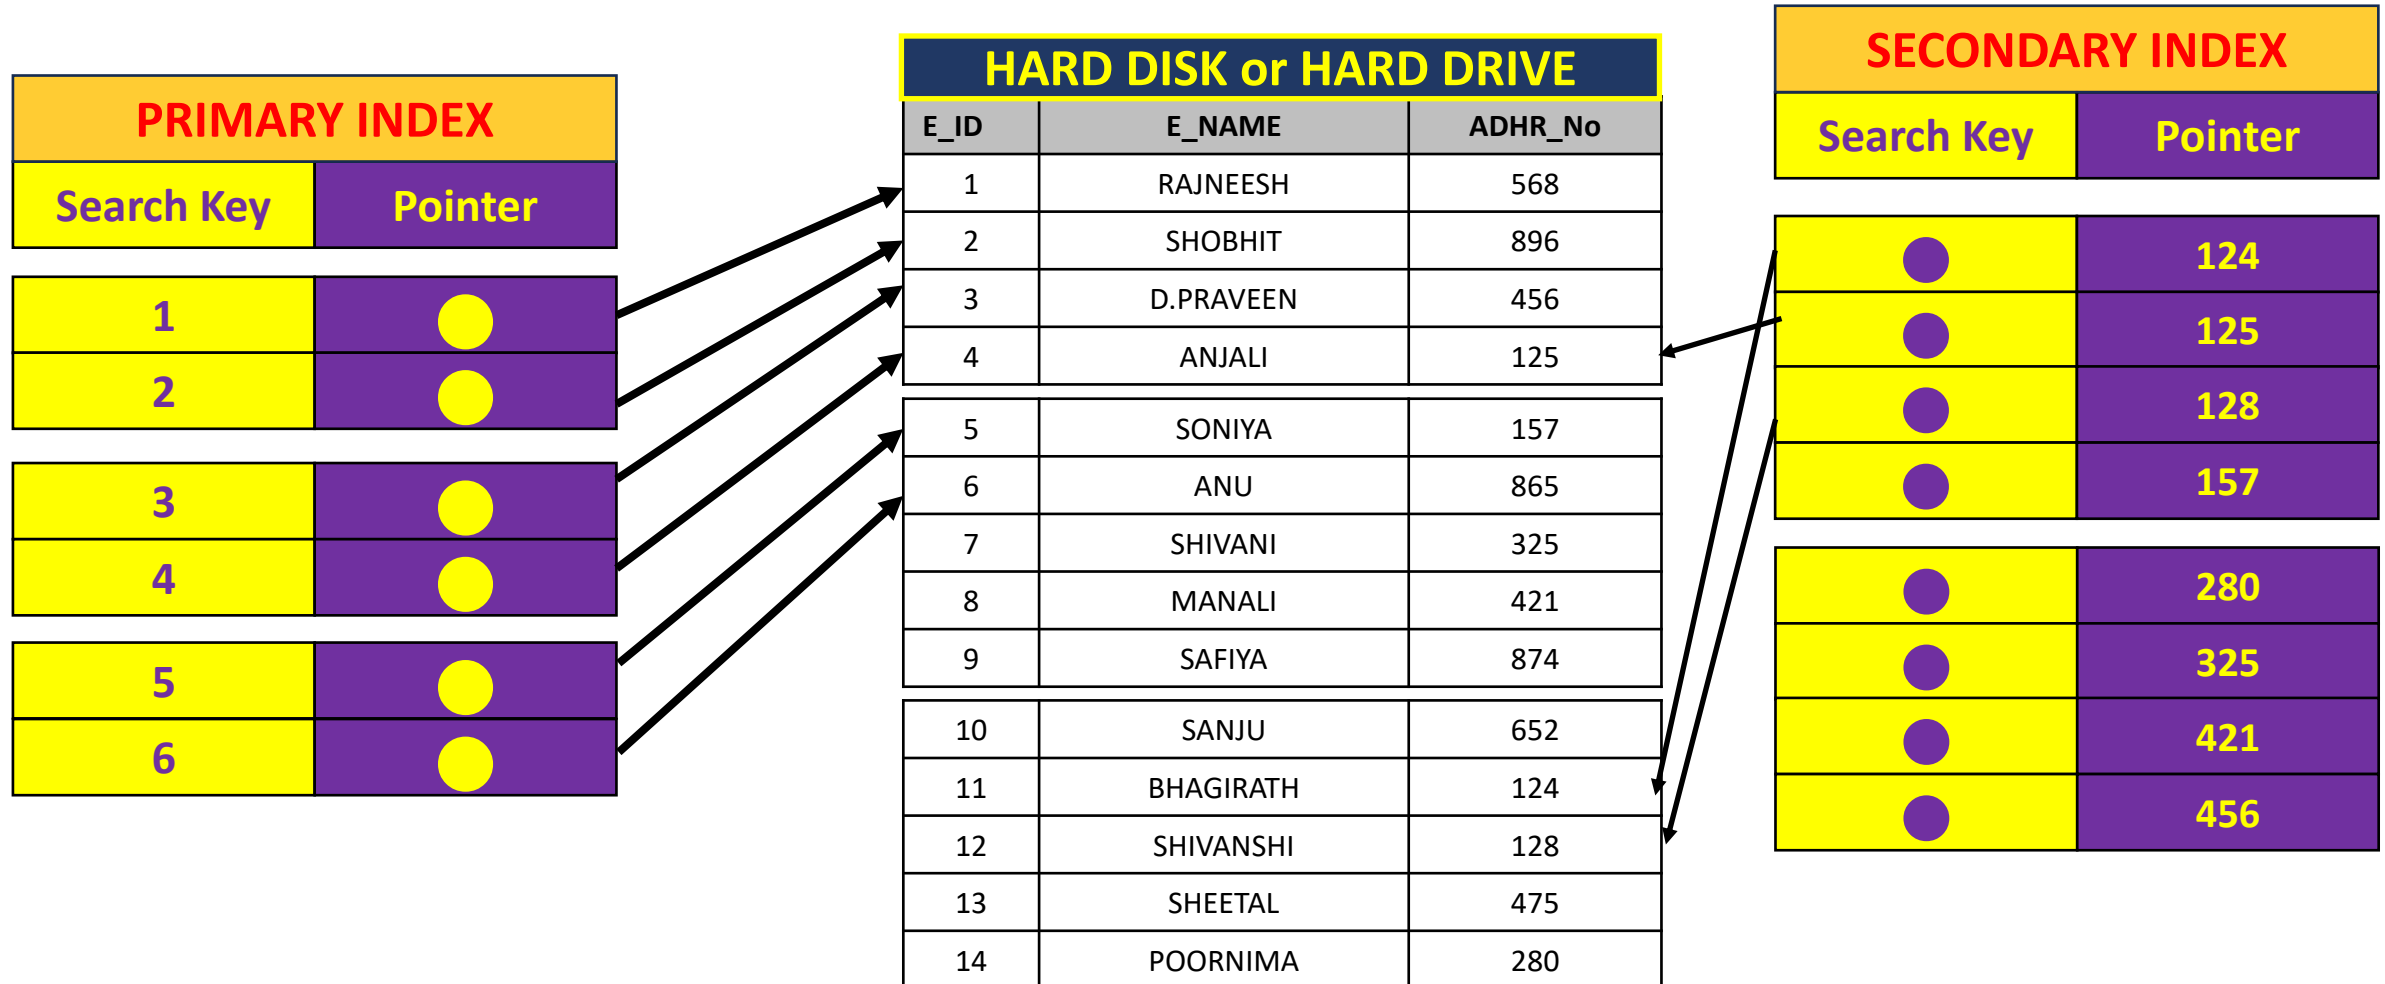 PRIMARY INDEX
Search Key Pointer
1
2
3
4
5
6
HARD DISK or HARD DRIVE
E_ID E_NAME ADHR_No
1 RAJNEESH 568
2 SHOBHIT 896
3 D.PRAVEEN 456
4 ANJALI 125
5 SONIYA 157
6 ANU 865
7 SHIVANI 325
8 MANALI 421
9 SAFIYA 874
10 SANJU 652
11 BHAGIRATH 124
12 SHIVANSHI 128
13 SHEETAL 475
14 POORNIMA 280
SECONDARY INDEX
Search Key Pointer
124
125
128
157
280
325
421
456